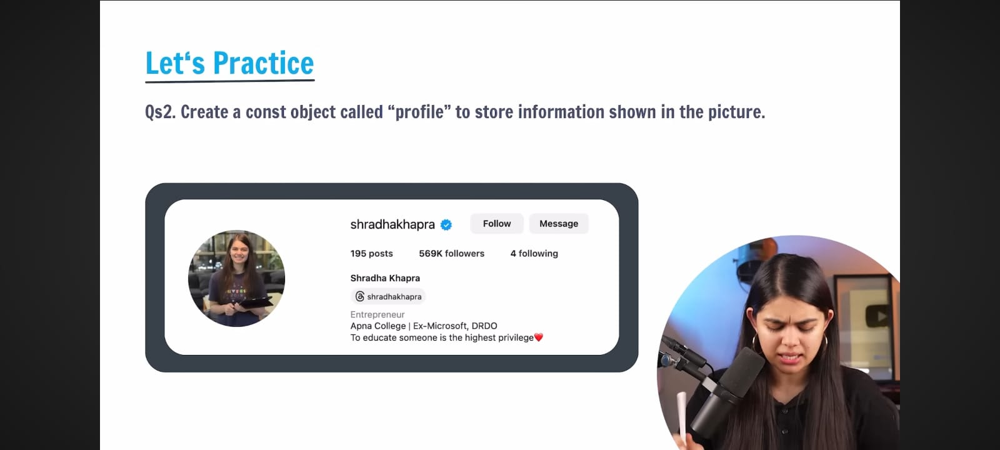 Let‘s Practice
Qs2. Create a const object called “profile” to store information shown in the picture.
shradhakhapra Follow Message
195 posts 569K followers 4 following
Shradha Khapra
shradhakhapra
Entrepreneur
Apna College | Ex-Microsoft, DRDO
To educate someone is the highest privilege❤️